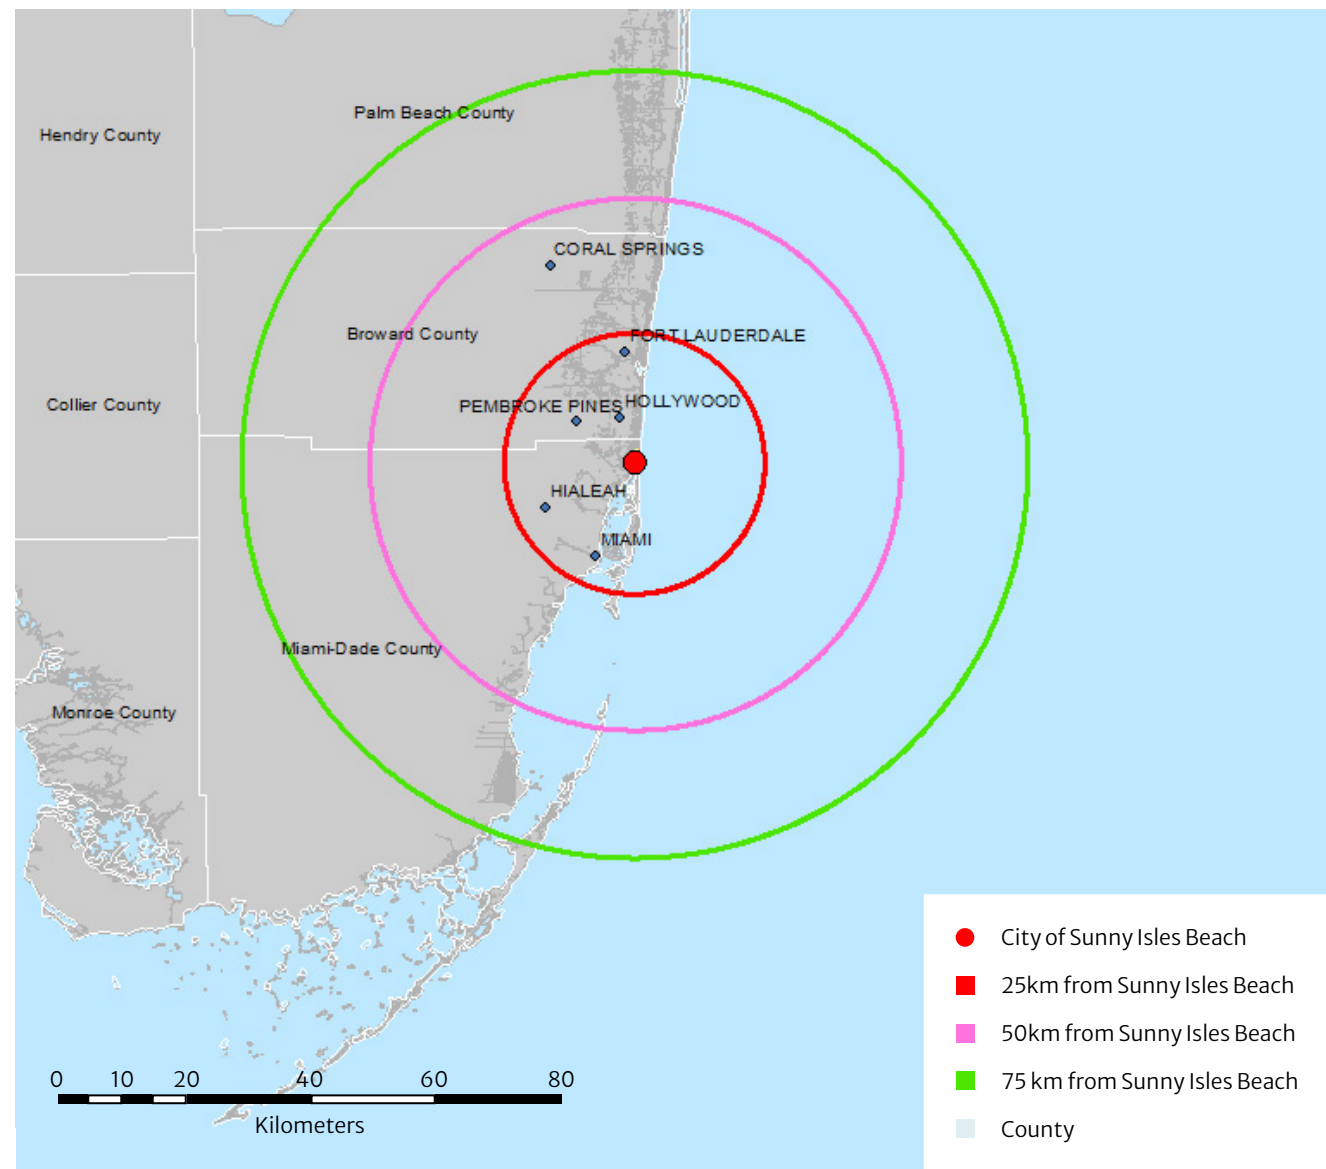 Palm Beach County
Hendry County
CORAL SPRINGS
Broward County
FORT LAUDERDALE
Collier County
PEMBROKE PINES
HOLLYWOOD
HIALEAH
MIAMI
Miami-Dade County
Monroe County
City of Sunny Isles Beach
25km from Sunny Isles Beach
50km from Sunny Isles Beach
75 km from Sunny Isles Beach
County
0 10 20 40 60 80
Kilometers